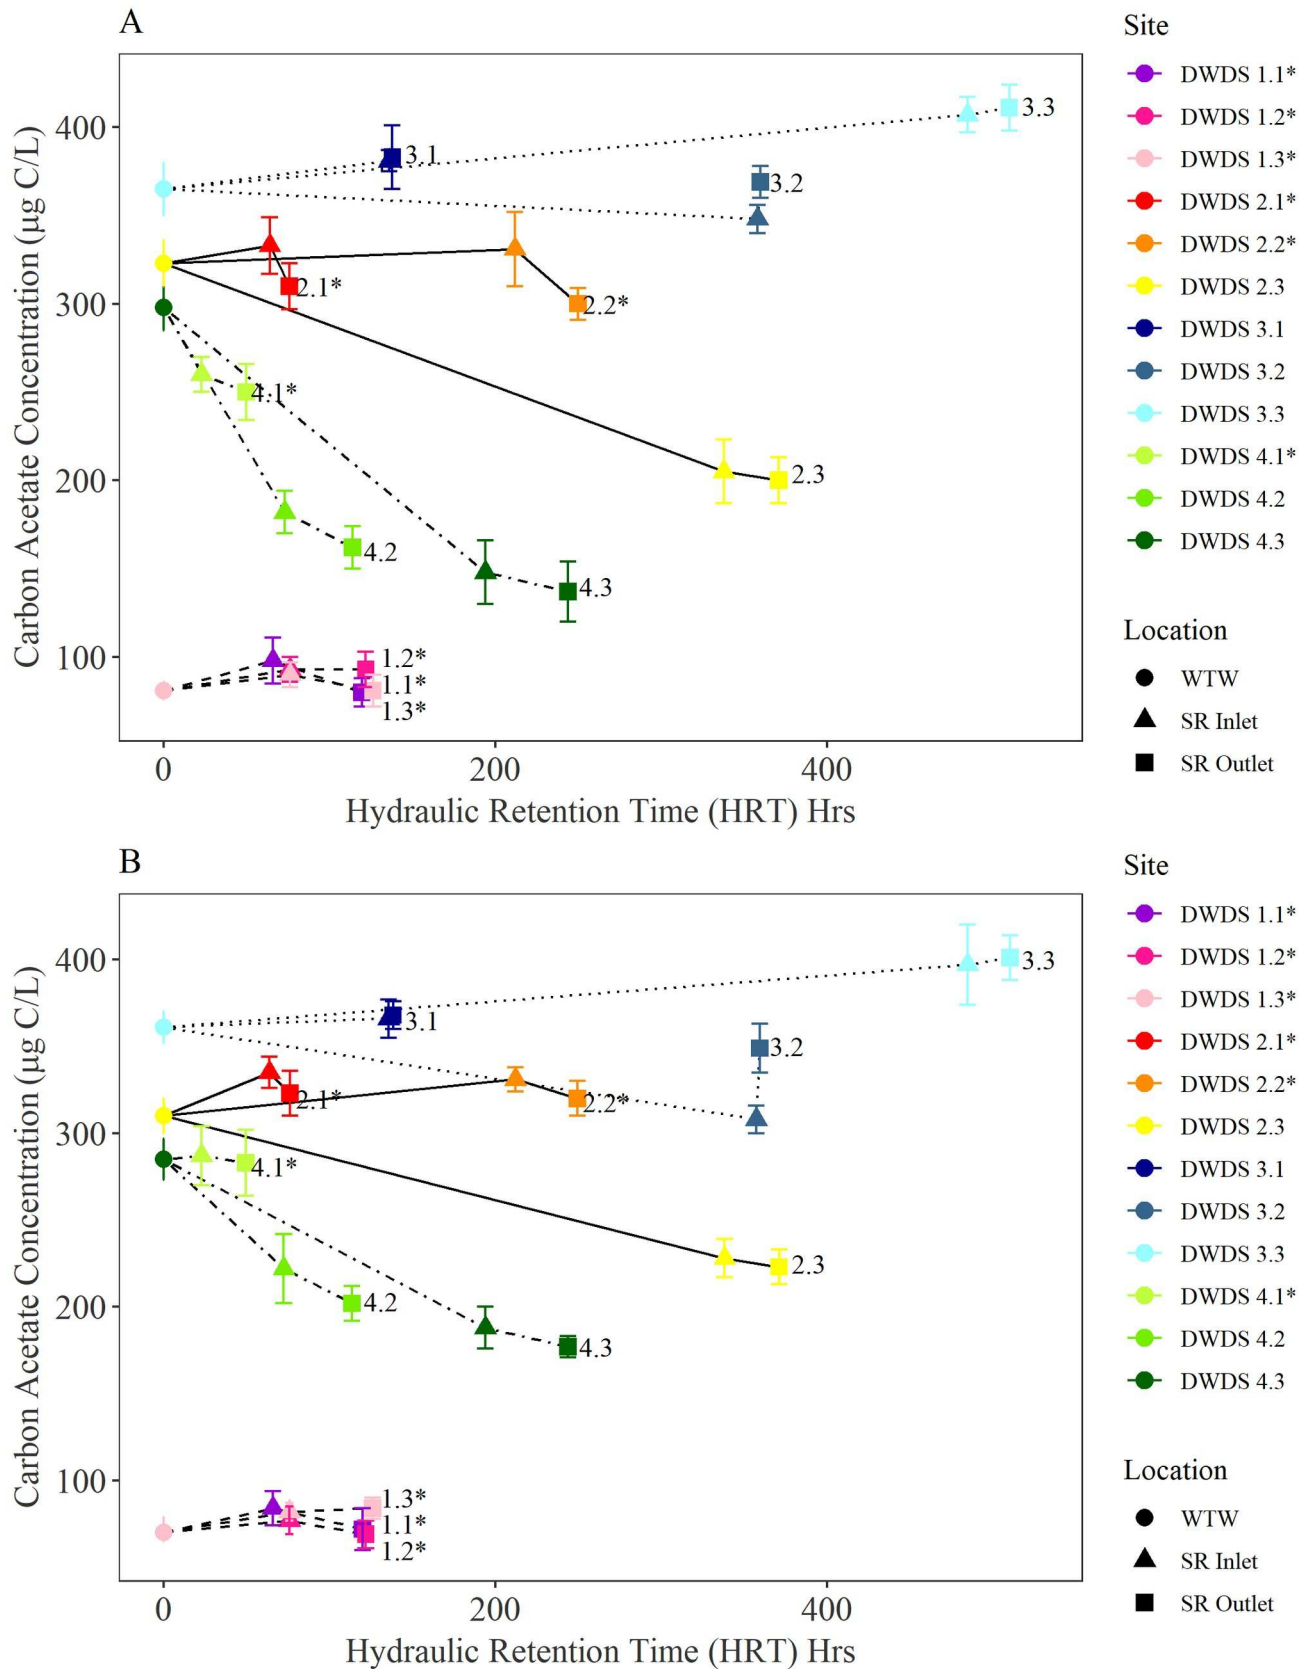 A
Carbon Acetate Concentration (µg C/L)
400
300
200
100
3.3
3.1
3.2
2.1*
2.2*
4.1*
2.3
4.2
4.3
1.2*
1.1*
1.3*
0
200
400
Hydraulic Retention Time (HRT) Hrs
Site
DWDS 1.1*
DWDS 1.2*
DWDS 1.3*
DWDS 2.1*
DWDS 2.2*
DWDS 2.3
DWDS 3.1
DWDS 3.2
DWDS 3.3
DWDS 4.1*
DWDS 4.2
DWDS 4.3
Location
WTW
SR Inlet
SR Outlet
B
Carbon Acetate Concentration (µg C/L)
400
300
200
100
3.3
3.1
3.2
2.1*
2.2*
4.1*
2.3
4.2
4.3
1.3*
1.1*
1.2*
0
200
400
Hydraulic Retention Time (HRT) Hrs
Site
DWDS 1.1*
DWDS 1.2*
DWDS 1.3*
DWDS 2.1*
DWDS 2.2*
DWDS 2.3
DWDS 3.1
DWDS 3.2
DWDS 3.3
DWDS 4.1*
DWDS 4.2
DWDS 4.3
Location
WTW
SR Inlet
SR Outlet